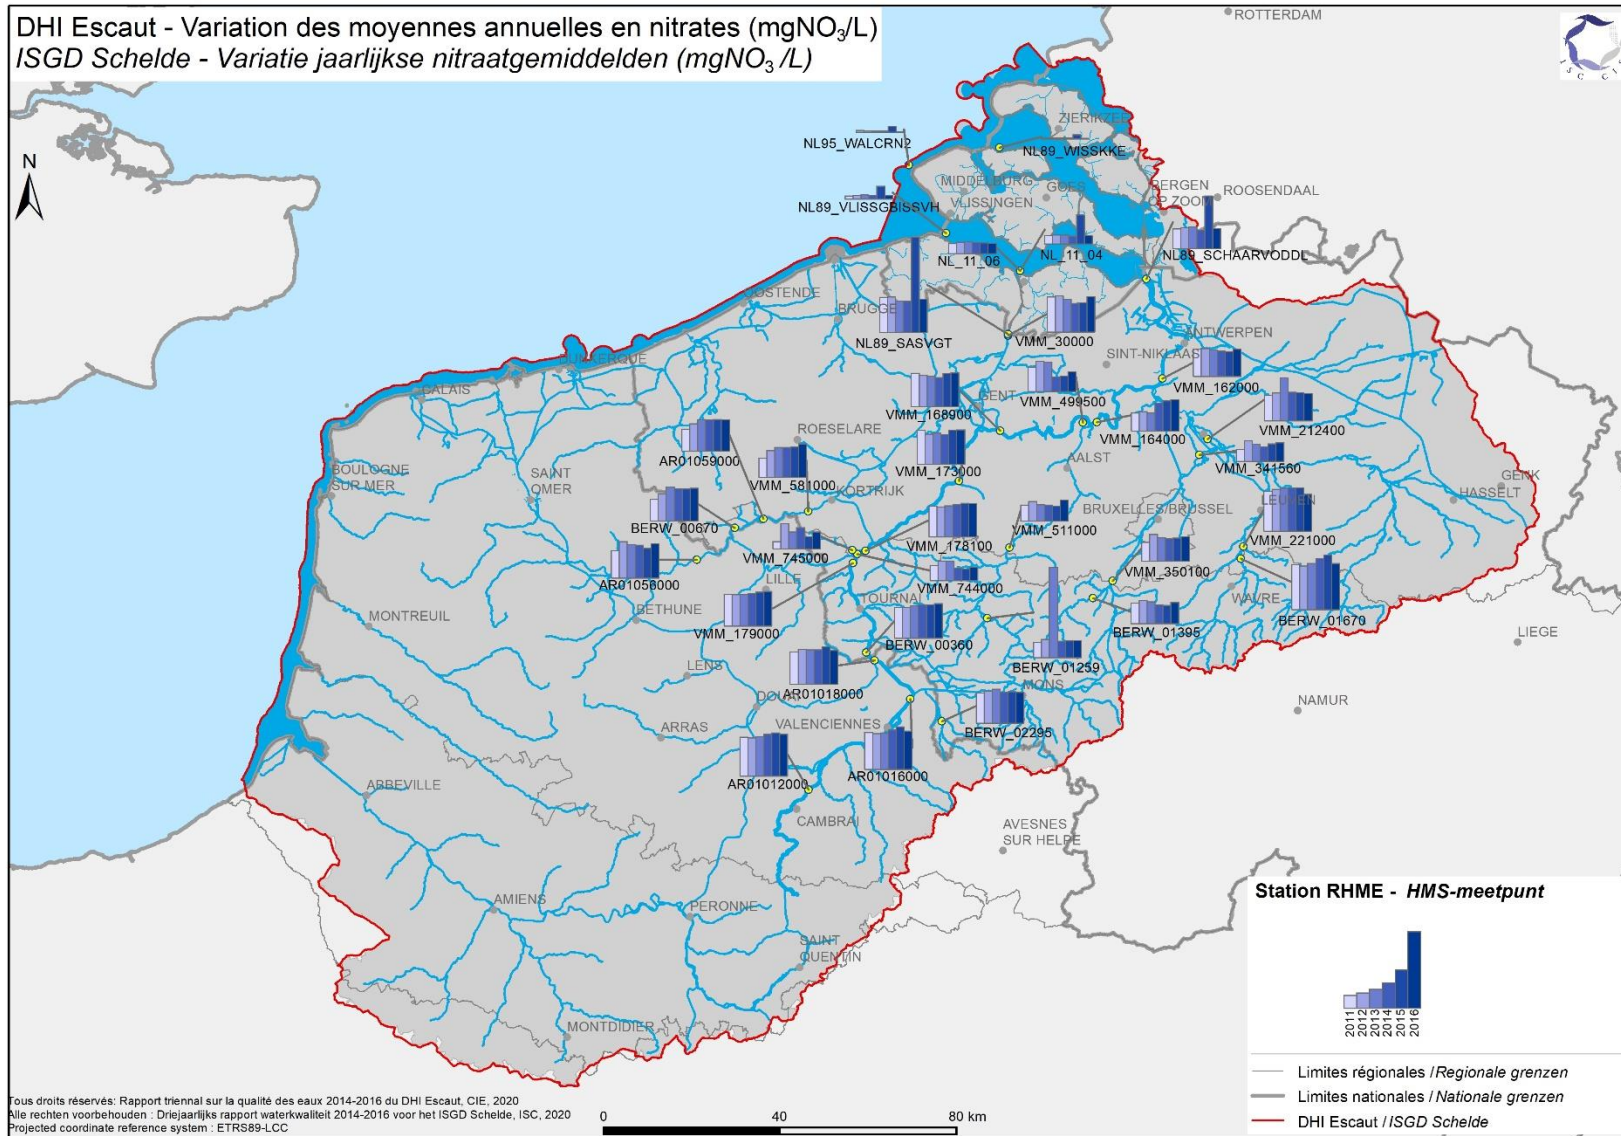 DHI Escaut - Variation des moyennes annuelles en nitrates (mgNO₃/L)
ISGD Schelde - Variatie jaarlijkse nitraatgemiddelden (mgNO₃ /L)
ISC CIE
N
ROTTERDAM
ZIERIKZEE
NL95_WALCRN2
NL89_WISSKKE
MIDDELBURG
GOES
BERGEN
OP ZOOM
ROOSENDAAL
NL89_VLISSGBISSVH
VLISSINGEN
NL_11_06
NL_11_04
NL89_SCHAARVODDL
OOSTENDE
BRUGGE
NL89_SASVGT
VMM_30000
ANTWERPEN
SINT-NIKLAAS
DUNKERQUE
CALAIS
VMM_162000
VMM_499500
VMM_168900
GENT
VMM_164000
VMM_212400
ROESELARE
AR01059000
VMM_581000
VMM_173000
AALST
VMM_341560
BOULOGNE
SUR MER
SAINT
OMER
KORTRIJK
GENK
HASSELT
BERW_00670
BRUXELLES/BRUSSEL
LEUVEN
VMM_511000
VMM_178100
VMM_221000
VMM_745000
VMM_350100
AR01056000
LILLE
VMM_744000
TOURNAI
WAVRE
MONTREUIL
BETHUNE
VMM_179000
BERW_01395
BERW_01670
LIEGE
BERW_00360
BERW_01259
LENS
AR01018000
MONS
DOUAI
NAMUR
ARRAS
VALENCIENNES
BERW_02295
AR01012000
AR01016000
ABBEVILLE
CAMBRAI
AVESNES
SUR HELPE
AMIENS
PERONNE
SAINT
QUENTIN
MONTDIDIER
Station RHME - HMS-meetpunt
2011
2012
2013
2014
2015
2016
Limites régionales / Regionale grenzen
Limites nationales / Nationale grenzen
DHI Escaut / ISGD Schelde
Tous droits réservés: Rapport triennal sur la qualité des eaux 2014-2016 du DHI Escaut, CIE, 2020
Alle rechten voorbehouden : Driejaarlijks rapport waterkwaliteit 2014-2016 voor het ISGD Schelde, ISC, 2020
Projected coordinate reference system : ETRS89-LCC
0 40 80 km